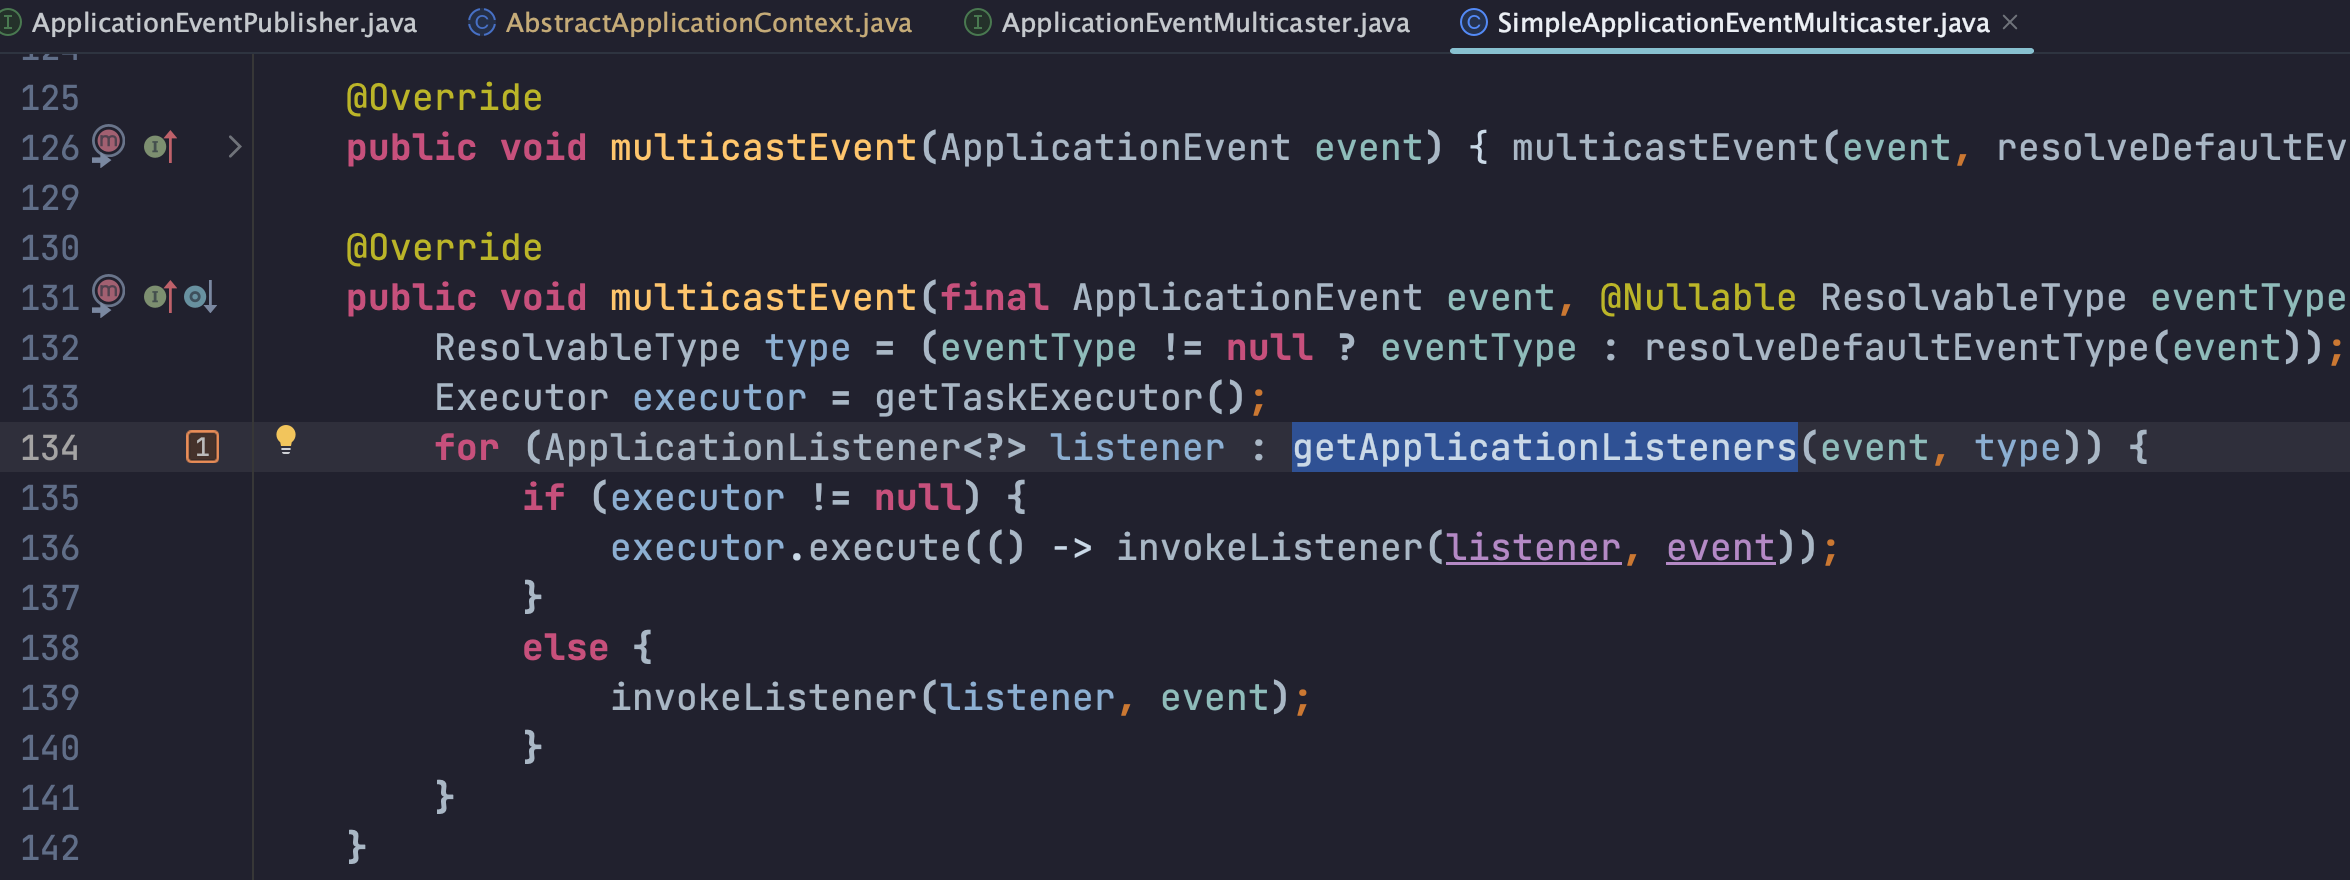 ApplicationEventPublisher.java AbstractApplicationContext.java ApplicationEventMulticaster.java SimpleApplicationEventMulticaster.java
124
125 @Override
126 public void multicastEvent(ApplicationEvent event) { multicastEvent(event, resolveDefaultEv
129
130 @Override
131 public void multicastEvent(final ApplicationEvent event, @Nullable ResolvableType eventType
132 ResolvableType type = (eventType != null ? eventType : resolveDefaultEventType(event));
133 Executor executor = getTaskExecutor();
134 1 for (ApplicationListener<?> listener : getApplicationListeners(event, type)) {
135 if (executor != null) {
136 executor.execute(() -> invokeListener(listener, event));
137 }
138 else {
139 invokeListener(listener, event);
140 }
141 }
142 }